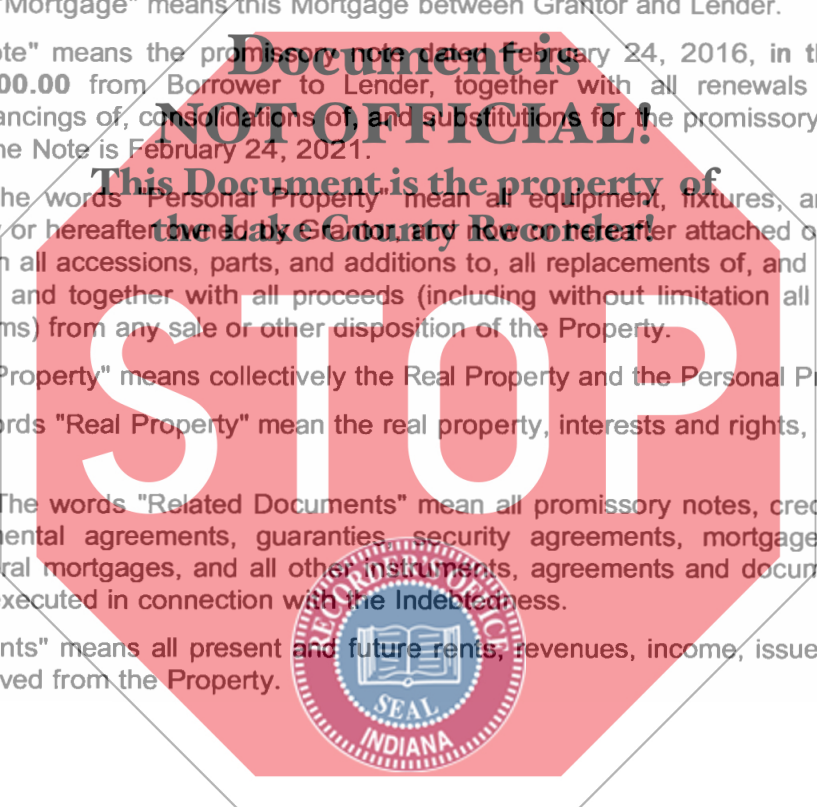 "Mortgage" means this Mortgage between Grantor and Lender.
ote" means the promissory note dated February 24, 2016, in th
00.00 from Borrower to Lender, together with all renewals
ancings of, consolidations of, and substitutions for the promissory
ne Note is February 24, 2021.
Document is
NOT OFFICIAL!
This Document is the property of
the Lake County Recorder!
he words "Personal Property" mean all equipment, fixtures, a
or hereafter owned by Grantor, and now or hereafter attached o
n all accessions, parts, and additions to, all replacements of, and
and together with all proceeds (including without limitation all
ms) from any sale or other disposition of the Property.
Property" means collectively the Real Property and the Personal P
ords "Real Property" mean the real property, interests and rights,
STOP
The words "Related Documents" mean all promissory notes, cred
ental agreements, guaranties, security agreements, mortgage
ral mortgages, and all other instruments, agreements and docum
executed in connection with the Indebtedness.
nts" means all present and future rents, revenues, income, issue
ved from the Property.
RECORDER'S OFFICE
SEAL
INDIANA